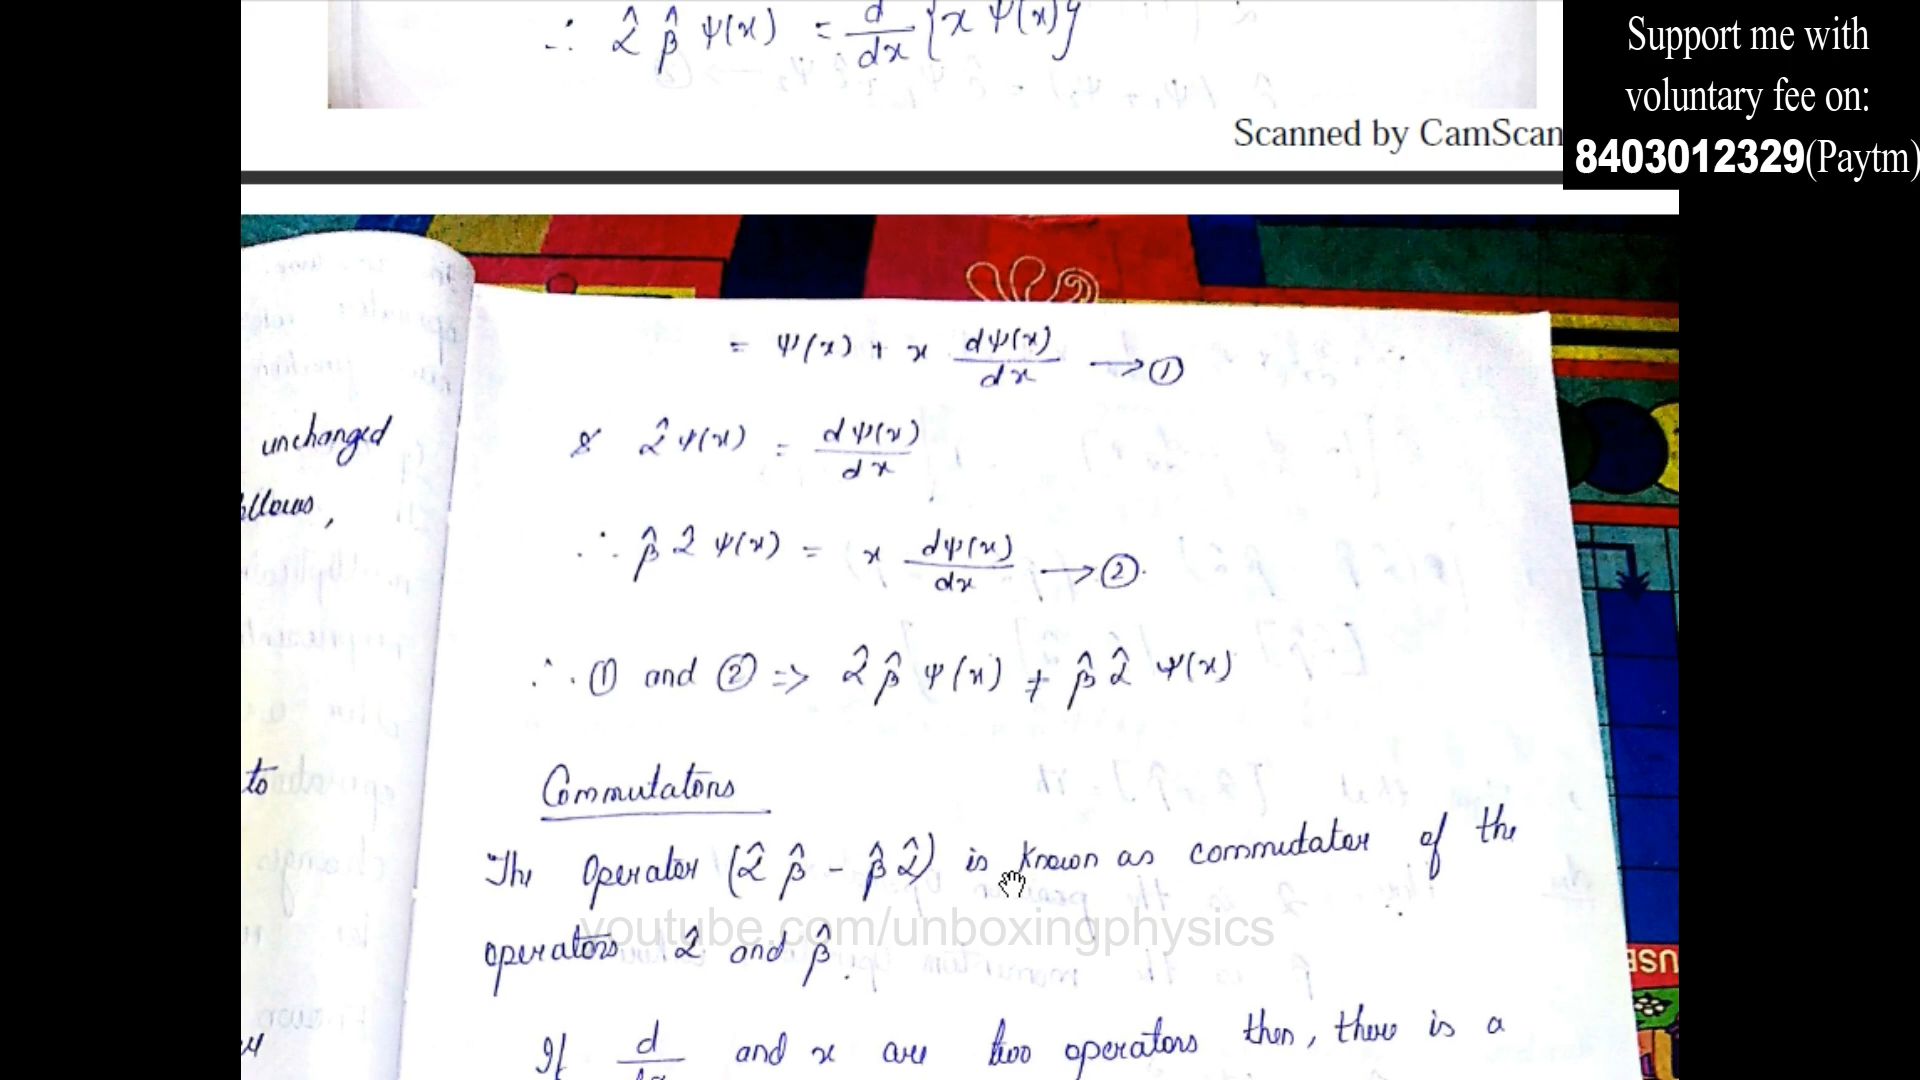 ∴ α̂ β̂ ψ(x) = d/dx {x ψ(x)}
Support me with
voluntary fee on:
8403012329(Paytm)
Scanned by CamScan
= ψ(x) + x dψ(x)/dx → ①
& α̂ ψ(x) = dψ(x)/dx
∴ β̂ α̂ ψ(x) = x dψ(x)/dx → ②
∴ ① and ② => α̂ β̂ ψ(x) ≠ β̂ α̂ ψ(x)
unchanged
ollows,
to
Commutators
The Operator (α̂ β̂ - β̂ α̂) is known as commutator of the
operators α̂ and β̂.
If d/dx and x are two operators then, there is a
youtube.com/unboxingphysics